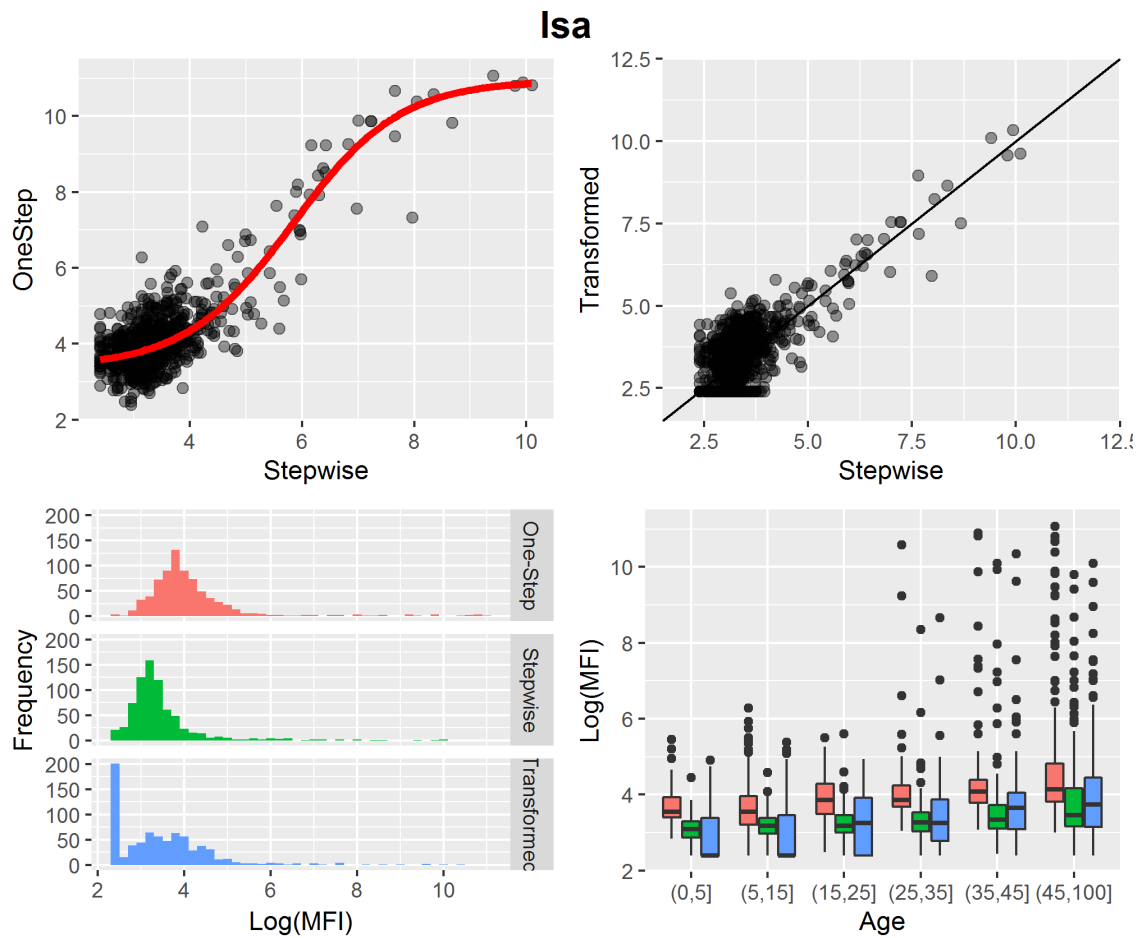 Isa
OneStep
10
8
6
4
2
4 6 8 10
Stepwise
Transformed
12.5
10.0
7.5
5.0
2.5
2.5 5.0 7.5 10.0 12.5
Stepwise
Frequency
200
150
100
50
0
One-Step
200
150
100
50
0
Stepwise
200
150
100
50
0
Transformed
2 4 6 8 10
Log(MFI)
Log(MFI)
10
8
6
4
2
(0,5] (5,15] (15,25] (25,35] (35,45] (45,100]
Age